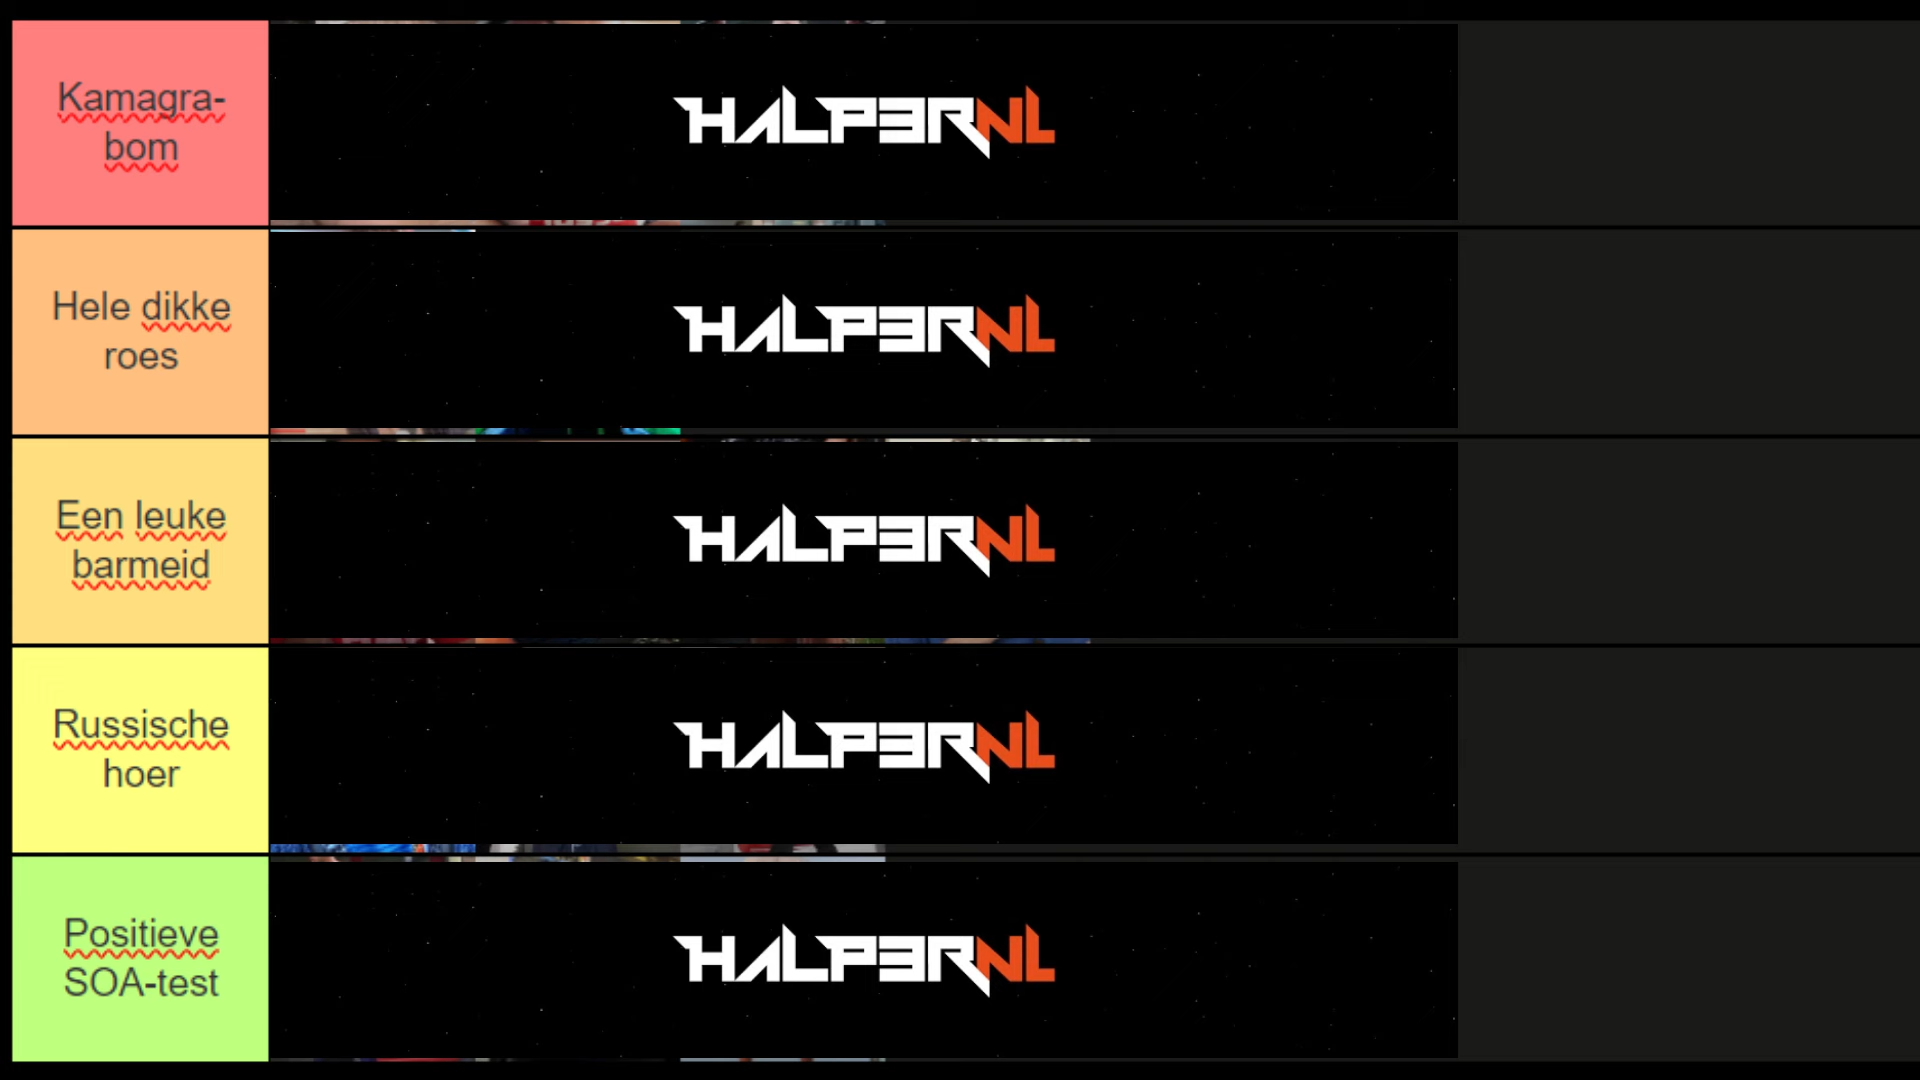 Kamagra-
bom
HALPERNL
Hele dikke
roes
HALPERNL
Een leuke
barmeid
HALPERNL
Russische
hoer
HALPERNL
Positieve
SOA-test
HALPERNL